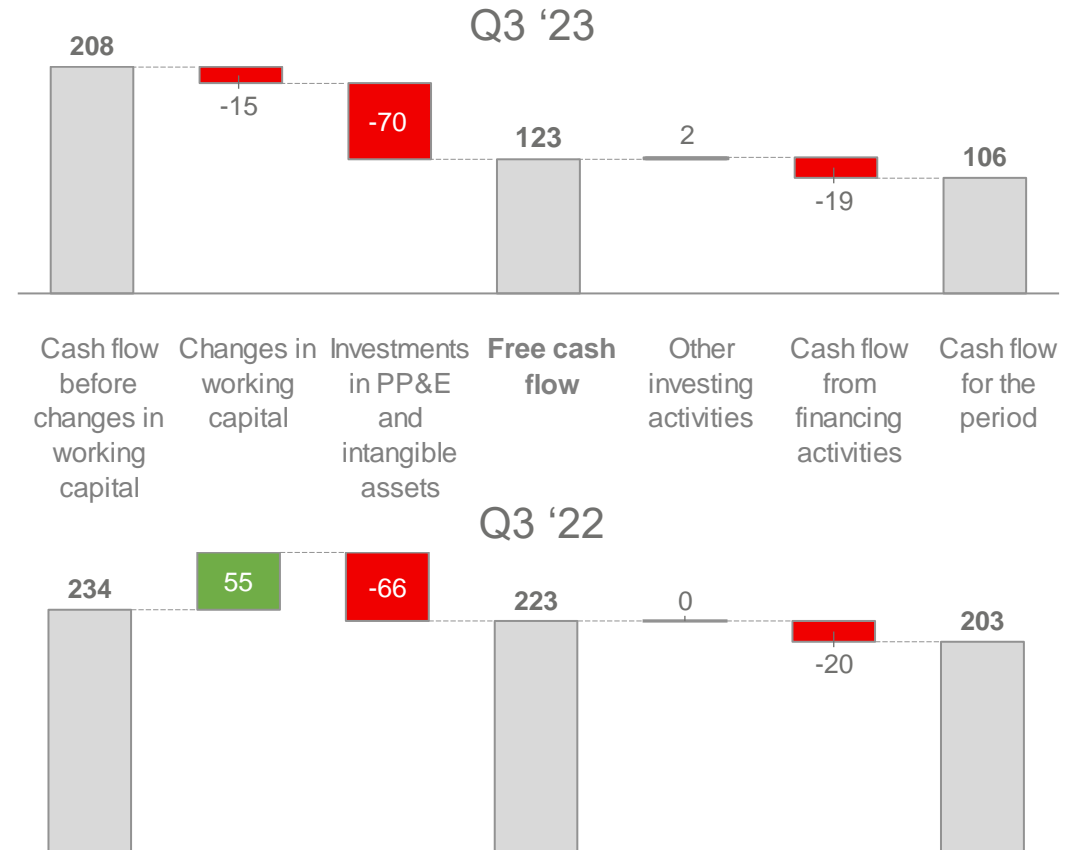 Q3 ‘23
208
-15
-70
123
2
-19
106
Cash flow
before
changes in
working
capital
Changes in
working
capital
Investments
in PP&E
and
intangible
assets
Free cash
flow
Other
investing
activities
Cash flow
from
financing
activities
Cash flow
for the
period
Q3 ‘22
234
55
-66
223
0
-20
203